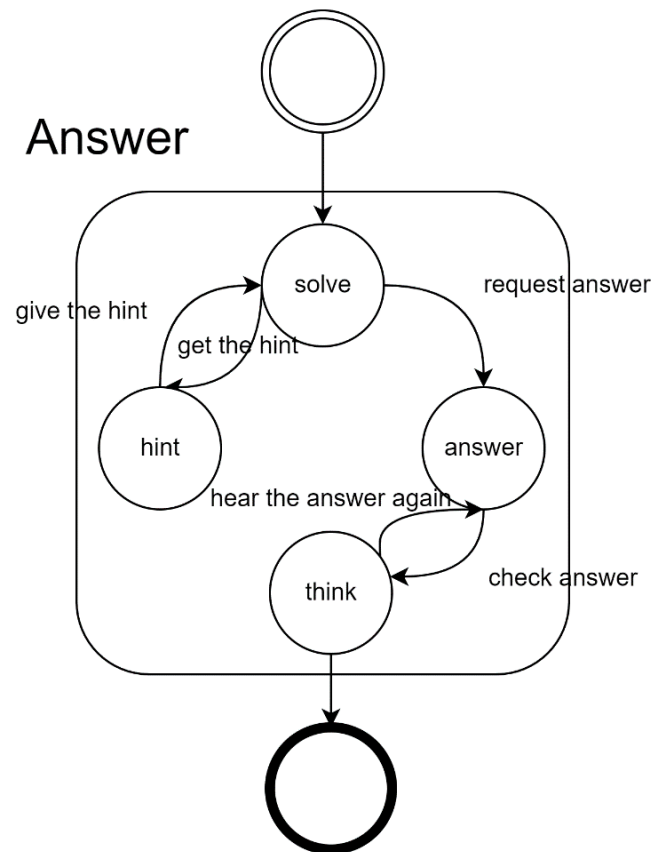 Answer
solve
request answer
give the hint
get the hint
hint
answer
hear the answer again
check answer
think